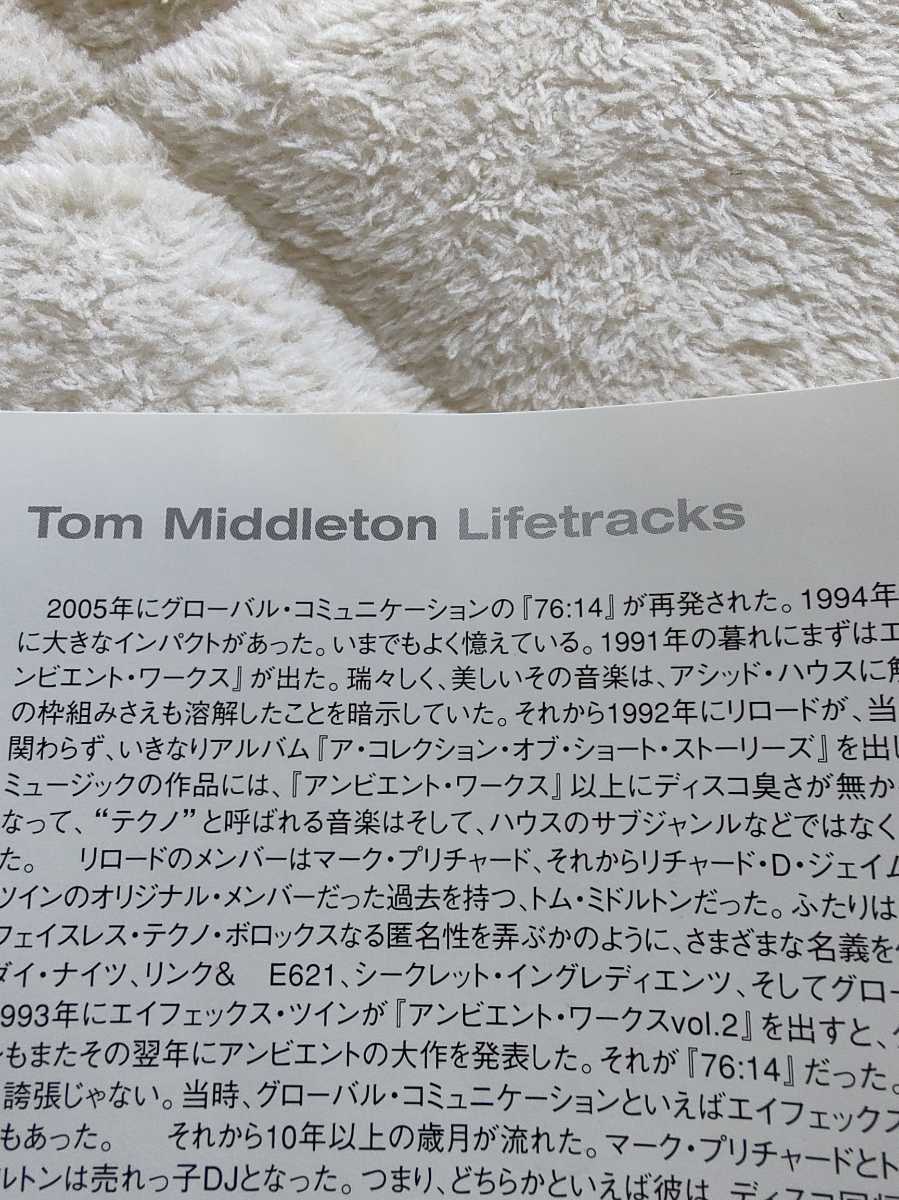 Tom Middleton Lifetracks
2005年にグローバル・コミュニケーションの『76:14』が再発された。1994年
に大きなインパクトがあった。いまでもよく憶えている。1991年の暮れにまずはエ
ンビエント・ワークス』が出た。瑞々しく、美しいその音楽は、アシッド・ハウスに解
の枠組みさえも溶解したことを暗示していた。それから1992年にリロードが、当
関わらず、いきなりアルバム『ア・コレクション・オブ・ショート・ストーリーズ』を出し
ミュージックの作品には、『アンビエント・ワークス』以上にディスコ臭さが無か
なって、“テクノ”と呼ばれる音楽はそして、ハウスのサブジャンルなどではなく
た。 リロードのメンバーはマーク・プリチャード、それからリチャード・D・ジェイム
ツインのオリジナル・メンバーだった過去を持つ、トム・ミドルトンだった。ふたりは
フェイスレス・テクノ・ボロックスなる匿名性を弄ぶかのように、さまざまな名義を
ダイ・ナイツ、リンク& E621、シークレット・イングレディエンツ、そしてグロー
1993年にエイフェックス・ツインが『アンビエント・ワークスvol.2』を出すと、
もまたその翌年にアンビエントの大作を発表した。それが『76:14』だった。
誇張じゃない。当時、グローバル・コミュニケーションといえばエイフェックス
もあった。 それから10年以上の歳月が流れた。マーク・プリチャードとト
ルトンは売れっ子DJとなった。つまり、どちらかといえば彼は、ディスコ